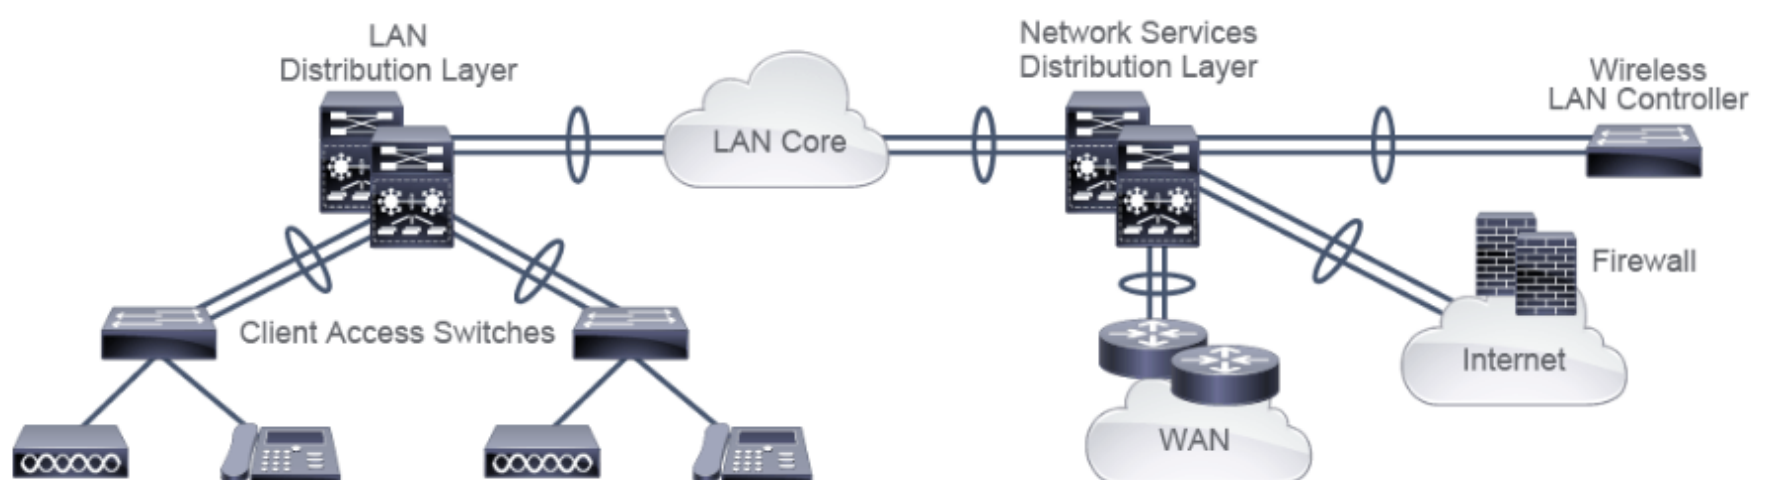 LAN
Distribution Layer
Network Services
Distribution Layer
Wireless
LAN Controller
LAN Core
Firewall
Client Access Switches
Internet
WAN